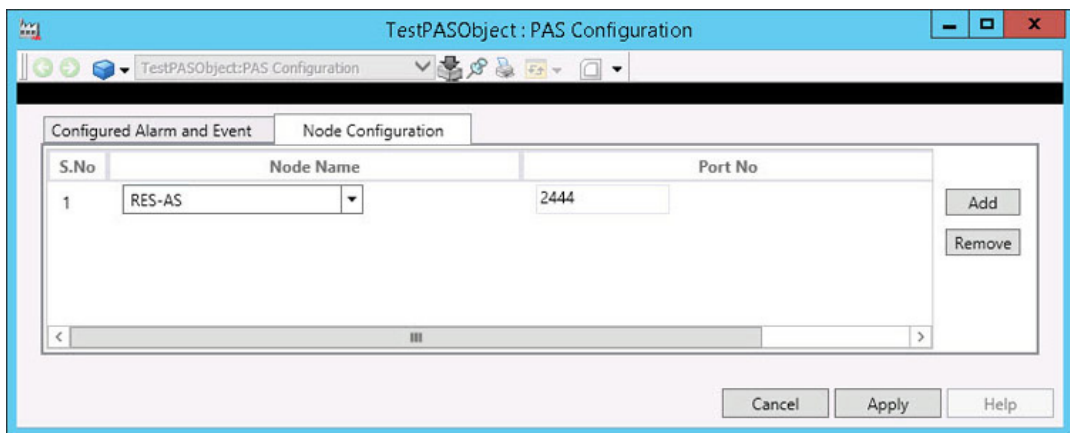 TestPASObject : PAS Configuration
TestPASObject:PAS Configuration
Configured Alarm and Event Node Configuration
S.No Node Name Port No
1 RES-AS 2444
Add
Remove
Cancel Apply Help